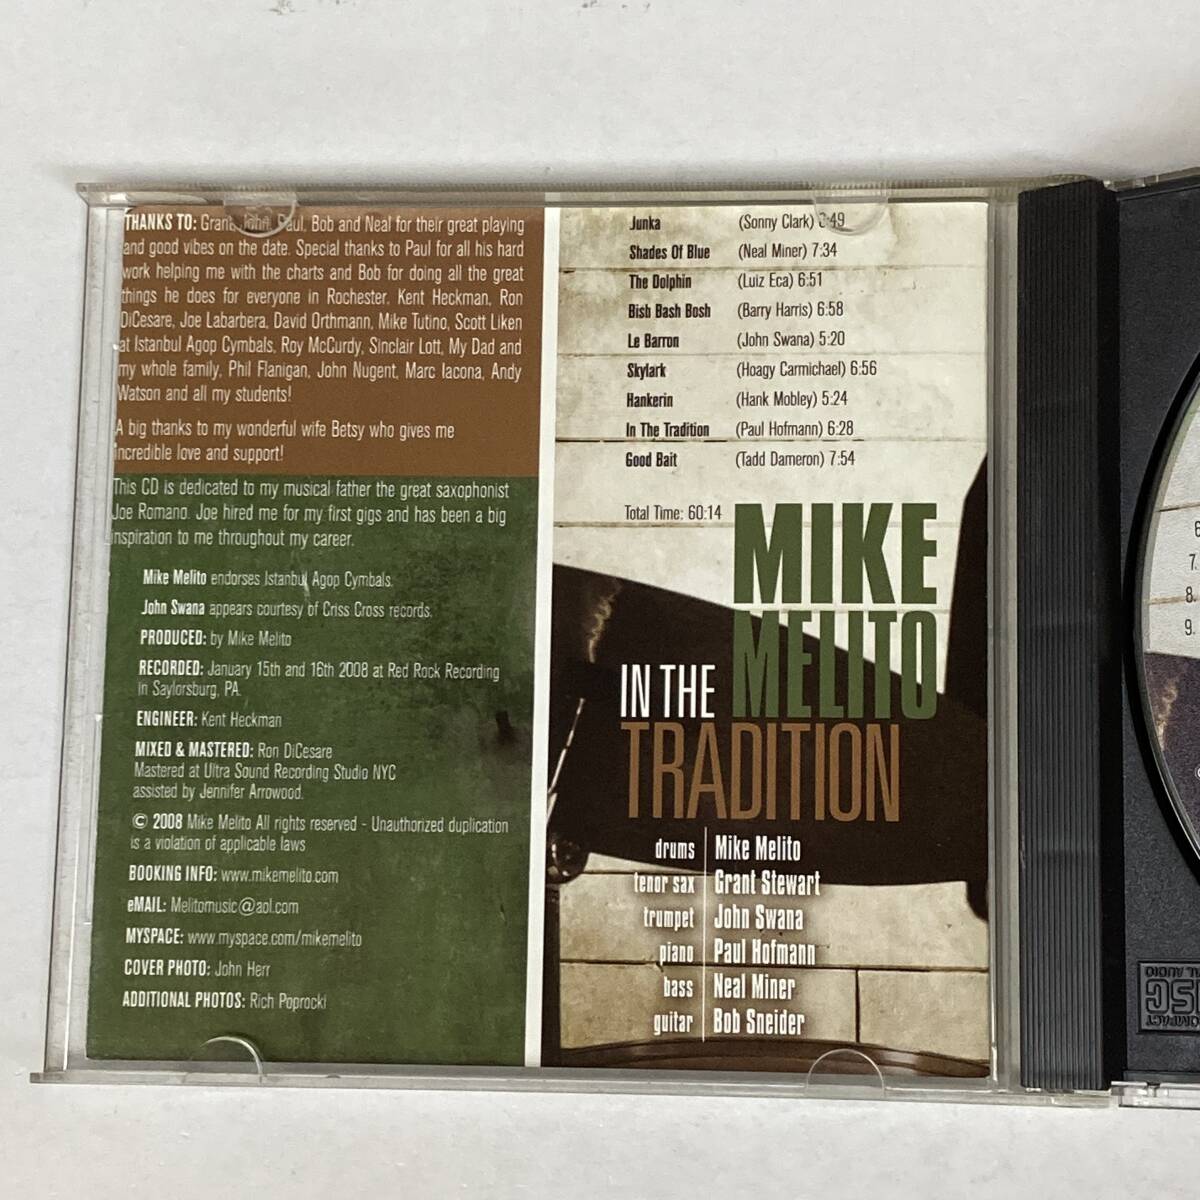 THANKS TO: Grant, John, Paul, Bob and Neal for their great playing
and good vibes on the date. Special thanks to Paul for all his hard
work helping me with the charts and Bob for doing all the great
things he does for everyone in Rochester. Kent Heckman, Ron
DiCesare, Joe Labarbera, David Orthmann, Mike Tutino, Scott Liken
at Istanbul Agop Cymbals, Roy McCurdy, Sinclair Lott, My Dad and
my whole family, Phil Flanigan, John Nugent, Marc Iacona, Andy
Watson and all my students!
A big thanks to my wonderful wife Betsy who gives me
incredible love and support!
This CD is dedicated to my musical father the great saxophonist
Joe Romano. Joe hired me for my first gigs and has been a big
inspiration to me throughout my career.
Mike Melito endorses Istanbul Agop Cymbals.
John Swana appears courtesy of Criss Cross records.
PRODUCED: by Mike Melito
RECORDED: January 15th and 16th 2008 at Red Rock Recording
in Saylorsburg, PA.
ENGINEER: Kent Heckman
MIXED & MASTERED: Ron DiCesare
Mastered at Ultra Sound Recording Studio NYC
assisted by Jennifer Arrowood.
© 2008 Mike Melito All rights reserved - Unauthorized duplication
is a violation of applicable laws
BOOKING INFO: www.mikemelito.com
eMAIL: Melitomusic@aol.com
MYSPACE: www.myspace.com/mikemelito
COVER PHOTO: John Herr
ADDITIONAL PHOTOS: Rich Poprocki
Junka (Sonny Clark) 6:49
Shades Of Blue (Neal Miner) 7:34
The Dolphin (Luiz Eca) 6:51
Bish Bash Bosh (Barry Harris) 6:58
Le Barron (John Swana) 5:20
Skylark (Hoagy Carmichael) 6:56
Hankerin (Hank Mobley) 5:24
In The Tradition (Paul Hofmann) 6:28
Good Bait (Tadd Dameron) 7:54
Total Time: 60:14
MIKE
MELITO
IN THE
TRADITION
drums Mike Melito
tenor sax Grant Stewart
trumpet John Swana
piano Paul Hofmann
bass Neal Miner
guitar Bob Sneider
6
7.
8.
9.